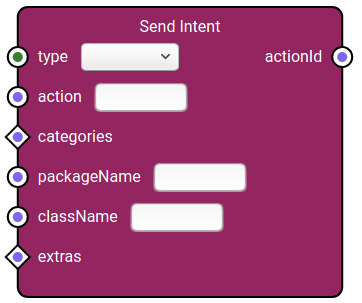 Send Intent
type actionId
action
categories
packageName
className
extras